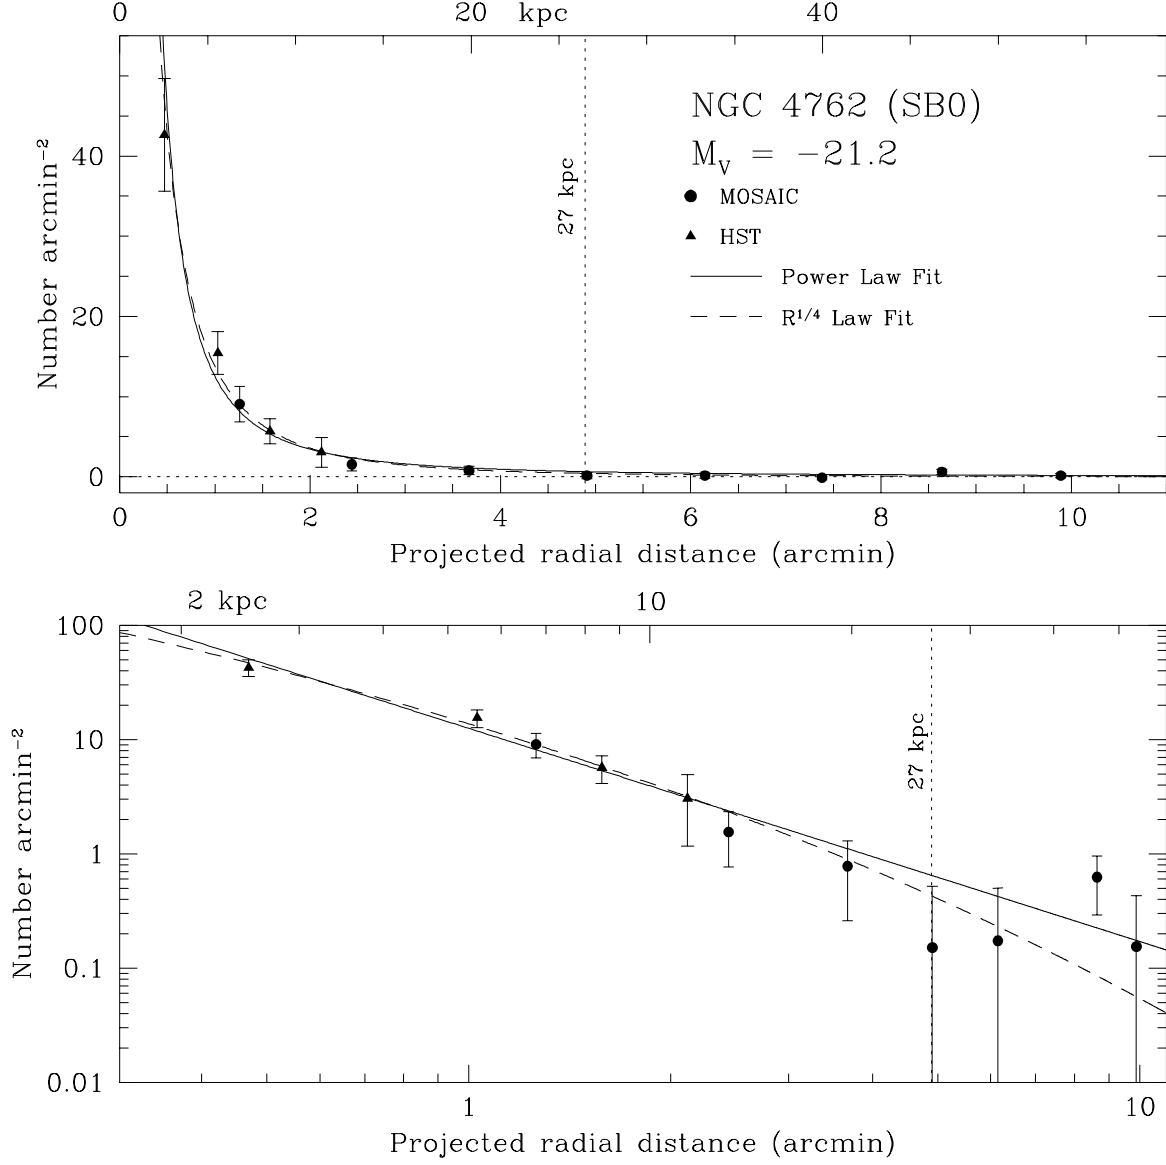 0 20 kpc 40
NGC 4762 (SB0)
M_V = −21.2
MOSAIC
HST
Power Law Fit
R^1/4 Law Fit
27 kpc
Number arcmin^−2
40
20
0
0 2 4 6 8 10
Projected radial distance (arcmin)
2 kpc 10
100
10
1
0.1
0.01
Number arcmin^−2
27 kpc
1 10
Projected radial distance (arcmin)